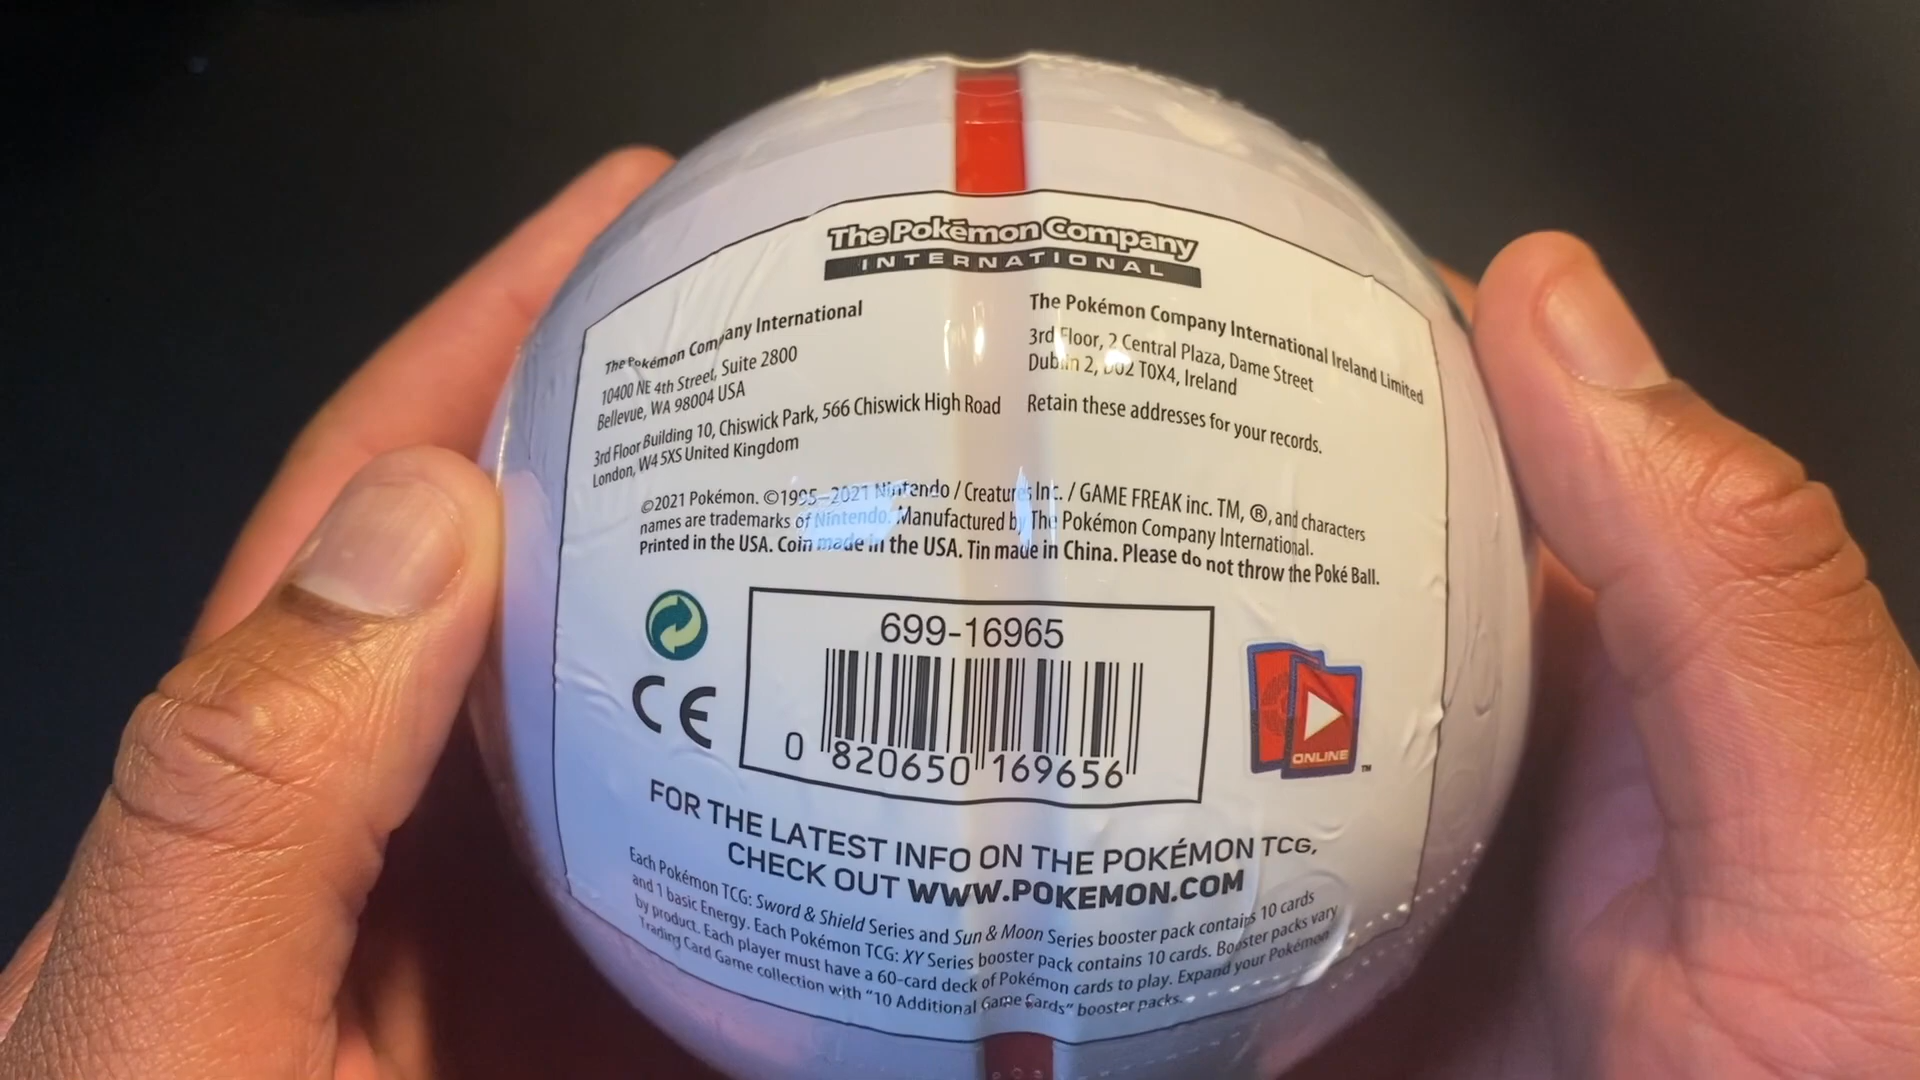 The Pokémon Company
INTERNATIONAL
The Pokémon Company International
10400 NE 4th Street, Suite 2800
Bellevue, WA 98004 USA
3rd Floor Building 10, Chiswick Park, 566 Chiswick High Road
London, W4 5XS United Kingdom
The Pokémon Company International Ireland Limited
3rd Floor, 2 Central Plaza, Dame Street
Dublin 2, D02 T0X4, Ireland
Retain these addresses for your records.
©2021 Pokémon. ©1995–2021 Nintendo / Creatures Inc. / GAME FREAK inc. TM, ®, and characters
names are trademarks of Nintendo. Manufactured by The Pokémon Company International.
Printed in the USA. Coin made in the USA. Tin made in China. Please do not throw the Poké Ball.
CE
699-16965
0 820650 169656
ONLINE TM
FOR THE LATEST INFO ON THE POKÉMON TCG,
CHECK OUT WWW.POKEMON.COM
Each Pokémon TCG: Sword & Shield Series and Sun & Moon Series booster pack contains 10 cards
and 1 basic Energy. Each Pokémon TCG: XY Series booster pack contains 10 cards. Booster packs vary
by product. Each player must have a 60-card deck of Pokémon cards to play. Expand your Pokémon
Trading Card Game collection with "10 Additional Game Cards" booster packs.